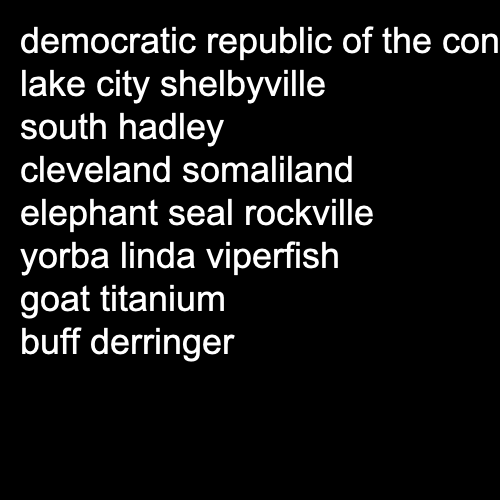 democratic republic of the con
lake city shelbyville
south hadley
cleveland somaliland
elephant seal rockville
yorba linda viperfish
goat titanium
buff derringer